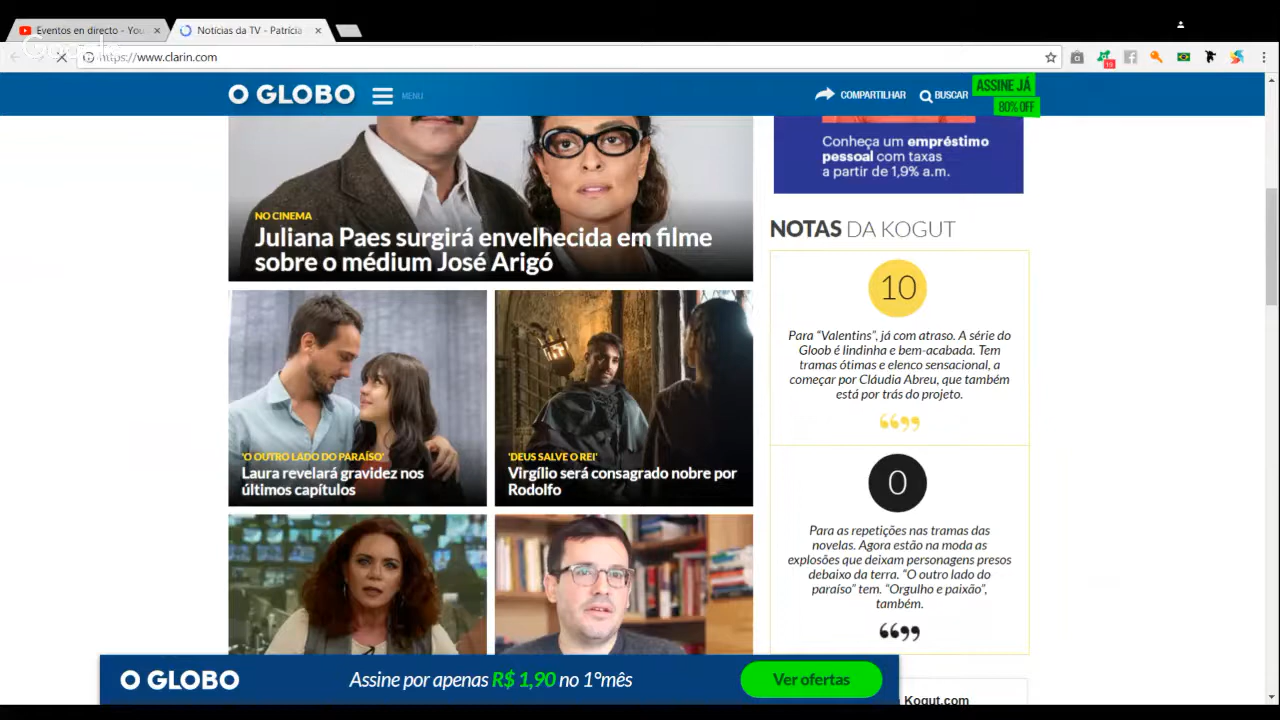 Eventos en directo - You
Notícias da TV - Patrícia
https://www.clarin.com
19
O GLOBO
MENU
COMPARTILHAR
BUSCAR
ASSINE JÁ
80% OFF
NO CINEMA
Juliana Paes surgirá envelhecida em filme
sobre o médium José Arigó
'O OUTRO LADO DO PARAÍSO'
Laura revelará gravidez nos
últimos capítulos
'DEUS SALVE O REI'
Virgílio será consagrado nobre por
Rodolfo
Conheça um empréstimo
pessoal com taxas
a partir de 1,9% a.m.
NOTAS DA KOGUT
10
Para “Valentins”, já com atraso. A série do
Gloob é lindinha e bem-acabada. Tem
tramas ótimas e elenco sensacional, a
começar por Cláudia Abreu, que também
está por trás do projeto.
0
Para as repetições nas tramas das
novelas. Agora estão na moda as
explosões que deixam personagens presos
debaixo da terra. “O outro lado do
paraíso” tem. “Orgulho e paixão”,
também.
Kogut.com
O GLOBO
Assine por apenas R$ 1,90 no 1°mês
Ver ofertas